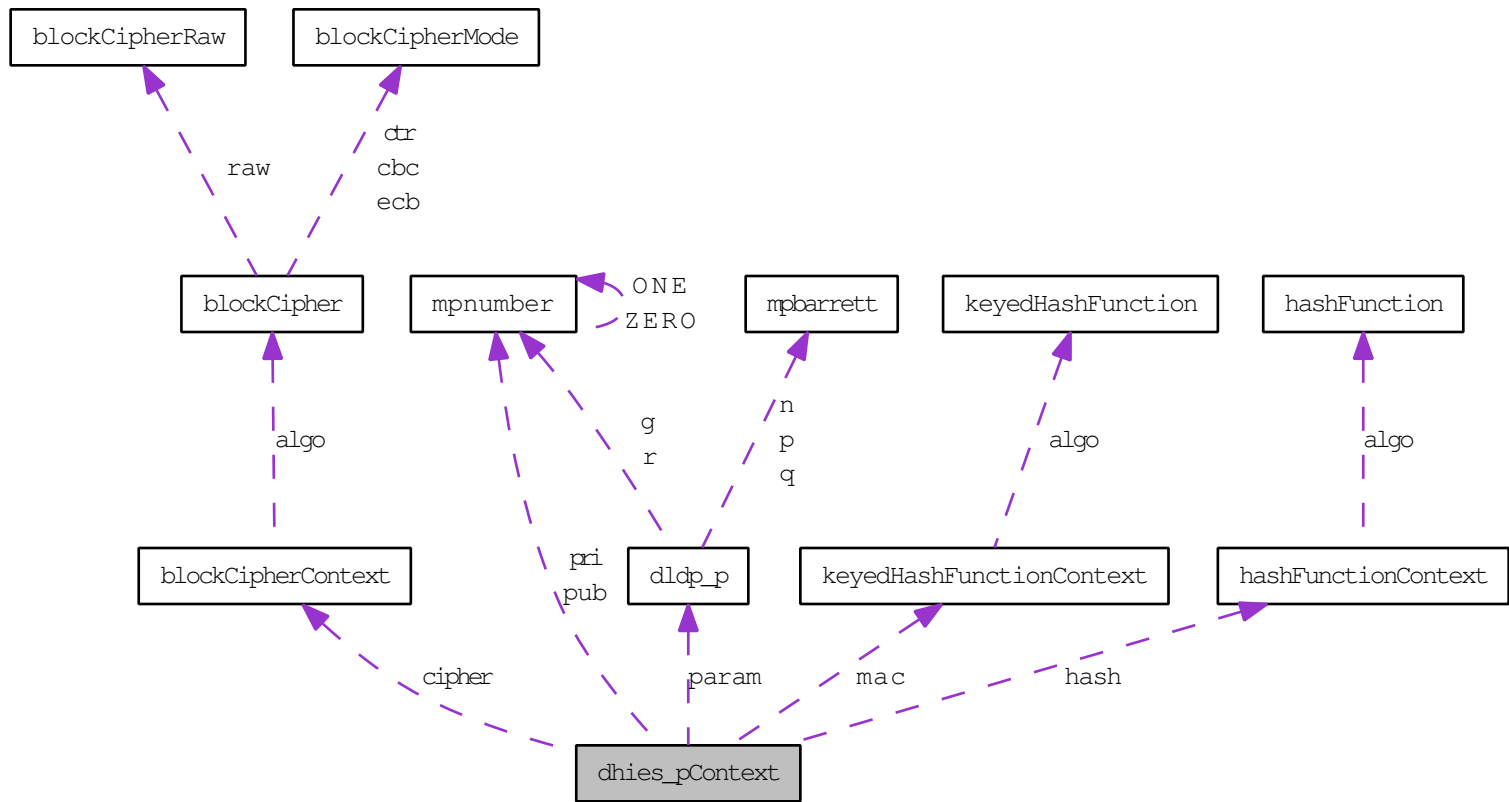 blockCipherRaw
blockCipherMode
ctr
cbc
ecb
raw
blockCipher
mpnumber
ONE
ZERO
mpbarrett
keyedHashFunction
hashFunction
algo
g
r
n
p
q
algo
algo
blockCipherContext
pri
pub
dldp_p
keyedHashFunctionContext
hashFunctionContext
cipher
param
mac
hash
dhies_pContext